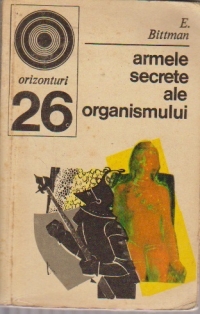 E.
Bittman
orizonturi
26
armele
secrete
ale
organismului